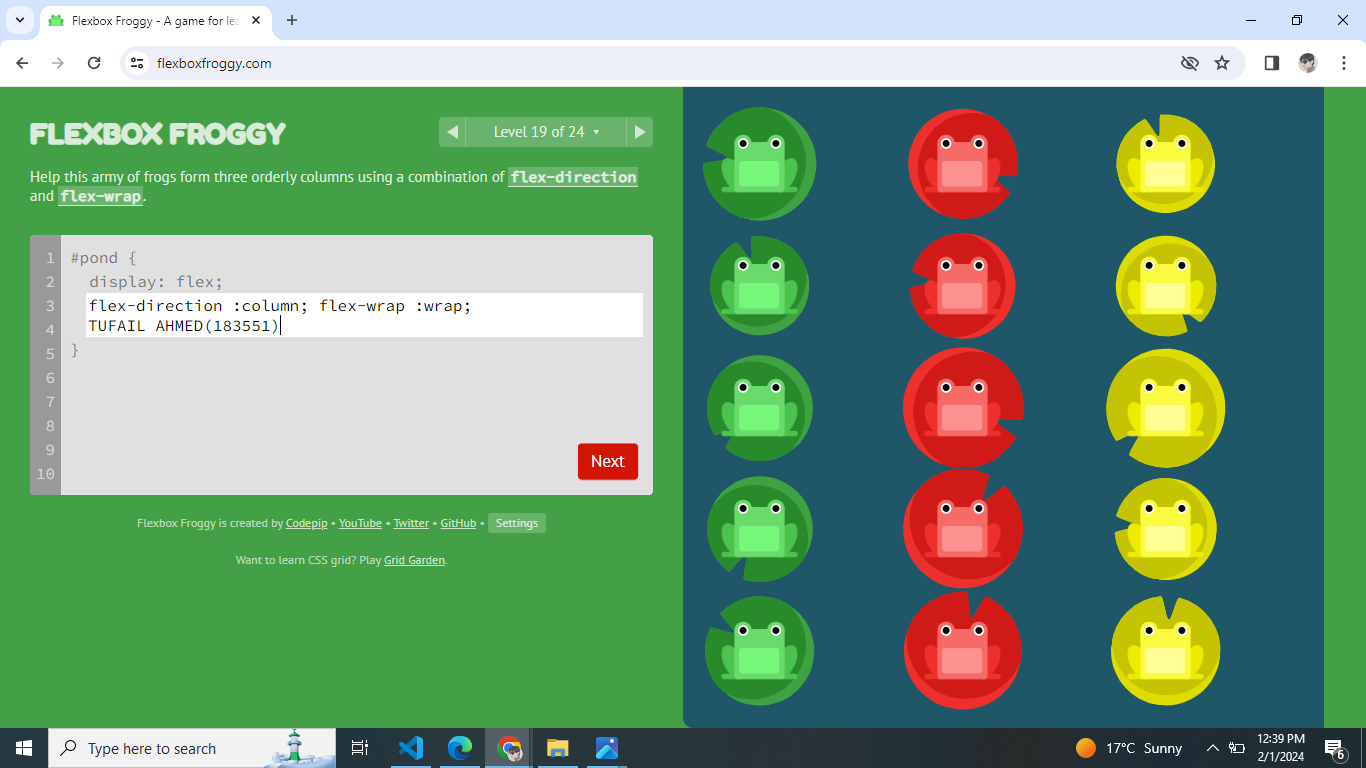 Flexbox Froggy - A game for le
flexboxfroggy.com
FLEXBOX FROGGY
Level 19 of 24
Help this army of frogs form three orderly columns using a combination of flex-direction
and flex-wrap.
1 #pond {
2 display: flex;
3 flex-direction :column; flex-wrap :wrap;
4 TUFAIL AHMED(183551)
5 }
6
7
8
9
10
Next
Flexbox Froggy is created by Codepip • YouTube • Twitter • GitHub • Settings
Want to learn CSS grid? Play Grid Garden.
Type here to search
17°C Sunny
12:39 PM
2/1/2024
6